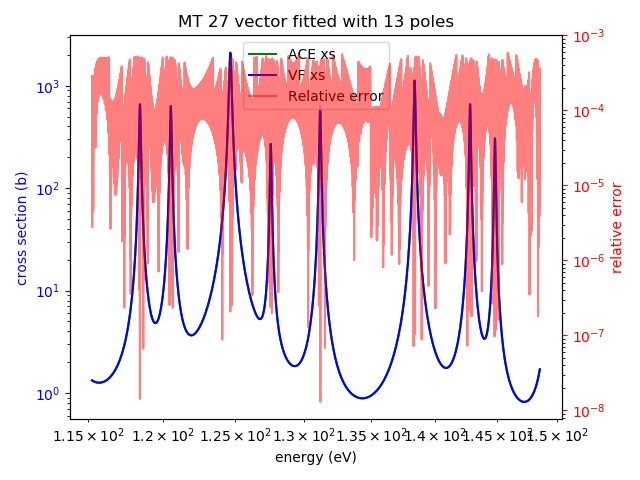 MT 27 vector fitted with 13 poles
ACE xs
VF xs
Relative error
cross section (b)
10³
10²
10¹
10⁰
relative error
10⁻³
10⁻⁴
10⁻⁵
10⁻⁶
10⁻⁷
10⁻⁸
1.15 × 10² 1.2 × 10² 1.25 × 10² 1.3 × 10² 1.35 × 10² 1.4 × 10² 1.45 × 10² 1.5 × 10²
energy (eV)